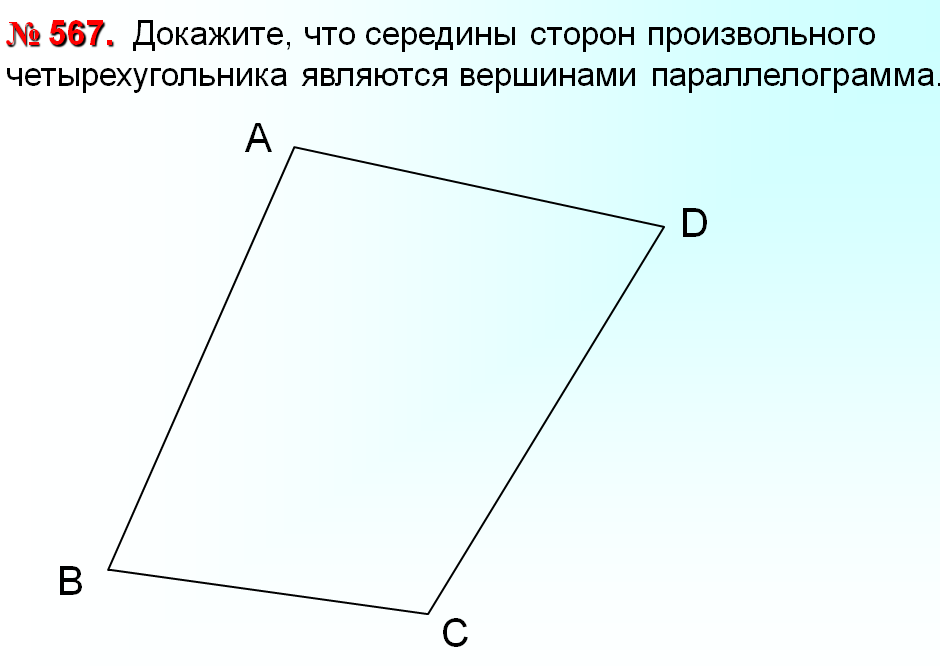 № 567. Докажите, что середины сторон произвольного
четырехугольника являются вершинами параллелограмма.
A
D
B
C